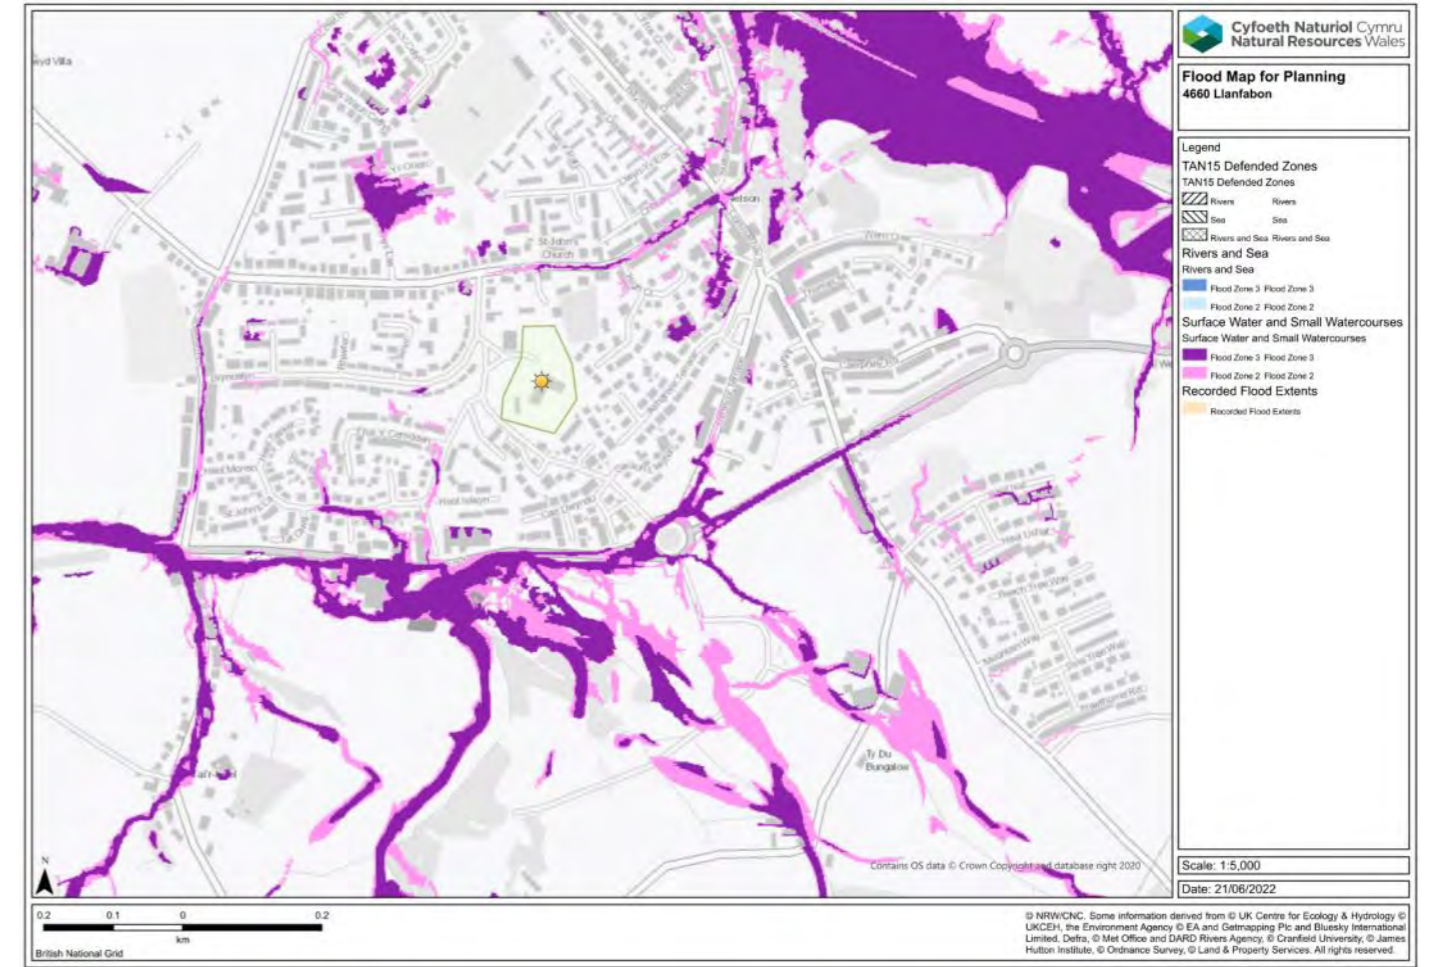 Cyfoeth Naturiol Cymru
Natural Resources Wales
Flood Map for Planning
4660 Llanfabon
Legend
TAN15 Defended Zones
TAN15 Defended Zones
Rivers Rivers
Sea Sea
Rivers and Sea Rivers and Sea
Rivers and Sea
Rivers and Sea
Flood Zone 3 Flood Zone 3
Flood Zone 2 Flood Zone 2
Surface Water and Small Watercourses
Surface Water and Small Watercourses
Flood Zone 3 Flood Zone 3
Flood Zone 2 Flood Zone 2
Recorded Flood Extents
Recorded Flood Extents
St John's
Church
Heol Morien
Beech Tree Way
Ty Du
Bungalow
Contains OS data © Crown Copyright and database right 2020
Scale: 1:5,000
Date: 21/06/2022
N
0.2 0.1 0 0.2
km
British National Grid
© NRW/CNC. Some information derived from © UK Centre for Ecology & Hydrology ©
UKCEH, the Environment Agency © EA and Getmapping Plc and Bluesky International
Limited, Defra, © Met Office and DARD Rivers Agency, © Cranfield University, © James
Hutton Institute, © Ordnance Survey, © Land & Property Services. All rights reserved.